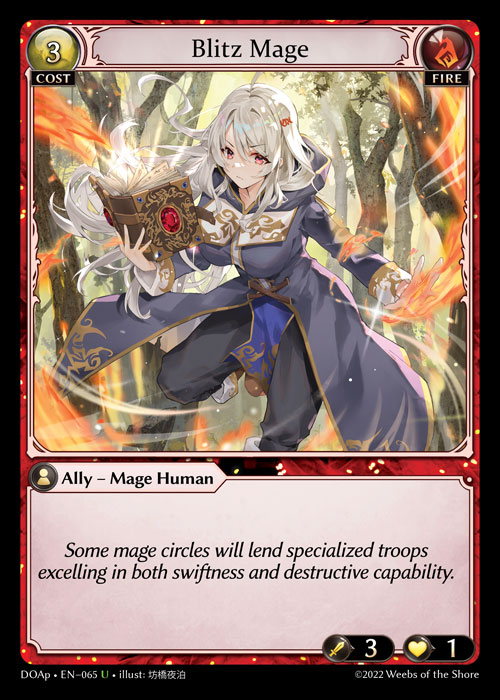 3
Blitz Mage
COST
FIRE
Ally – Mage Human
Some mage circles will lend specialized troops
excelling in both swiftness and destructive capability.
3
1
DOAp • EN–065 U • illust: 坊橋夜泊
©2022 Weebs of the Shore